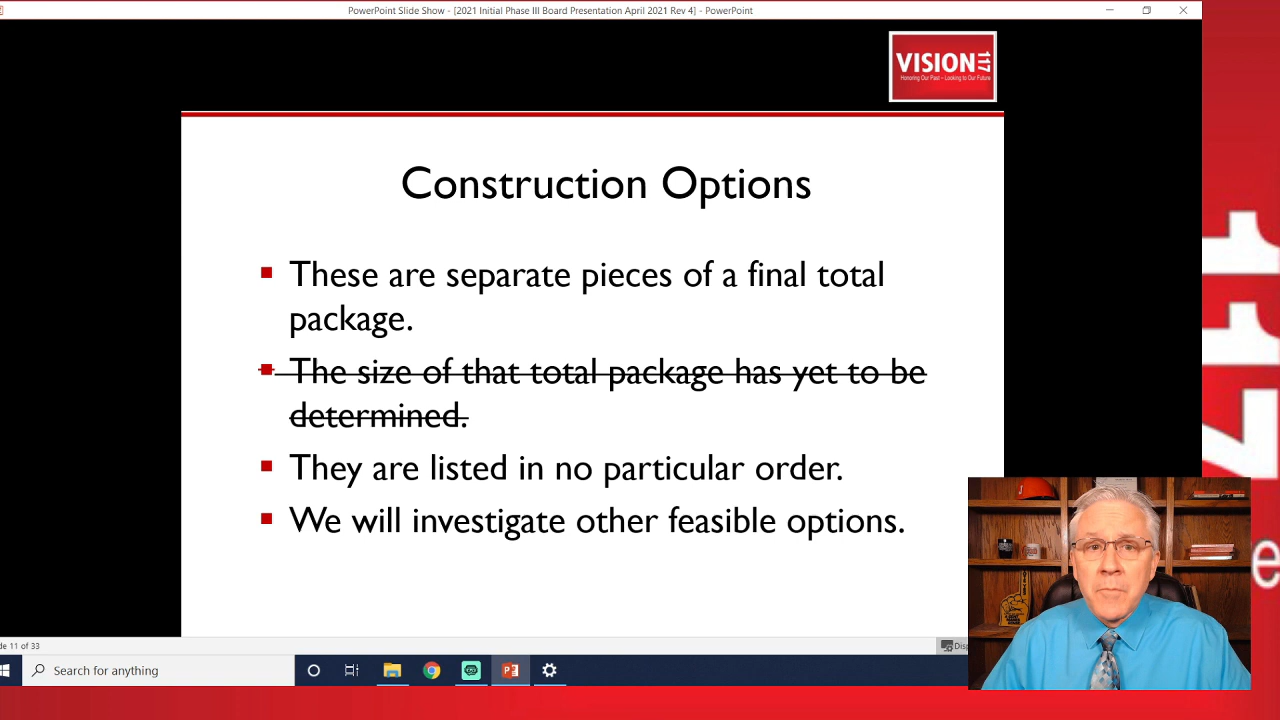 PowerPoint Slide Show - [2021 Initial Phase III Board Presentation April 2021 Rev 4] - PowerPoint
VISION 117
Honoring Our Past – Looking to Our Future
Construction Options
These are separate pieces of a final total
package.
The size of that total package has yet to be
determined.
They are listed in no particular order.
We will investigate other feasible options.
de 11 of 33
Disp
Search for anything
e